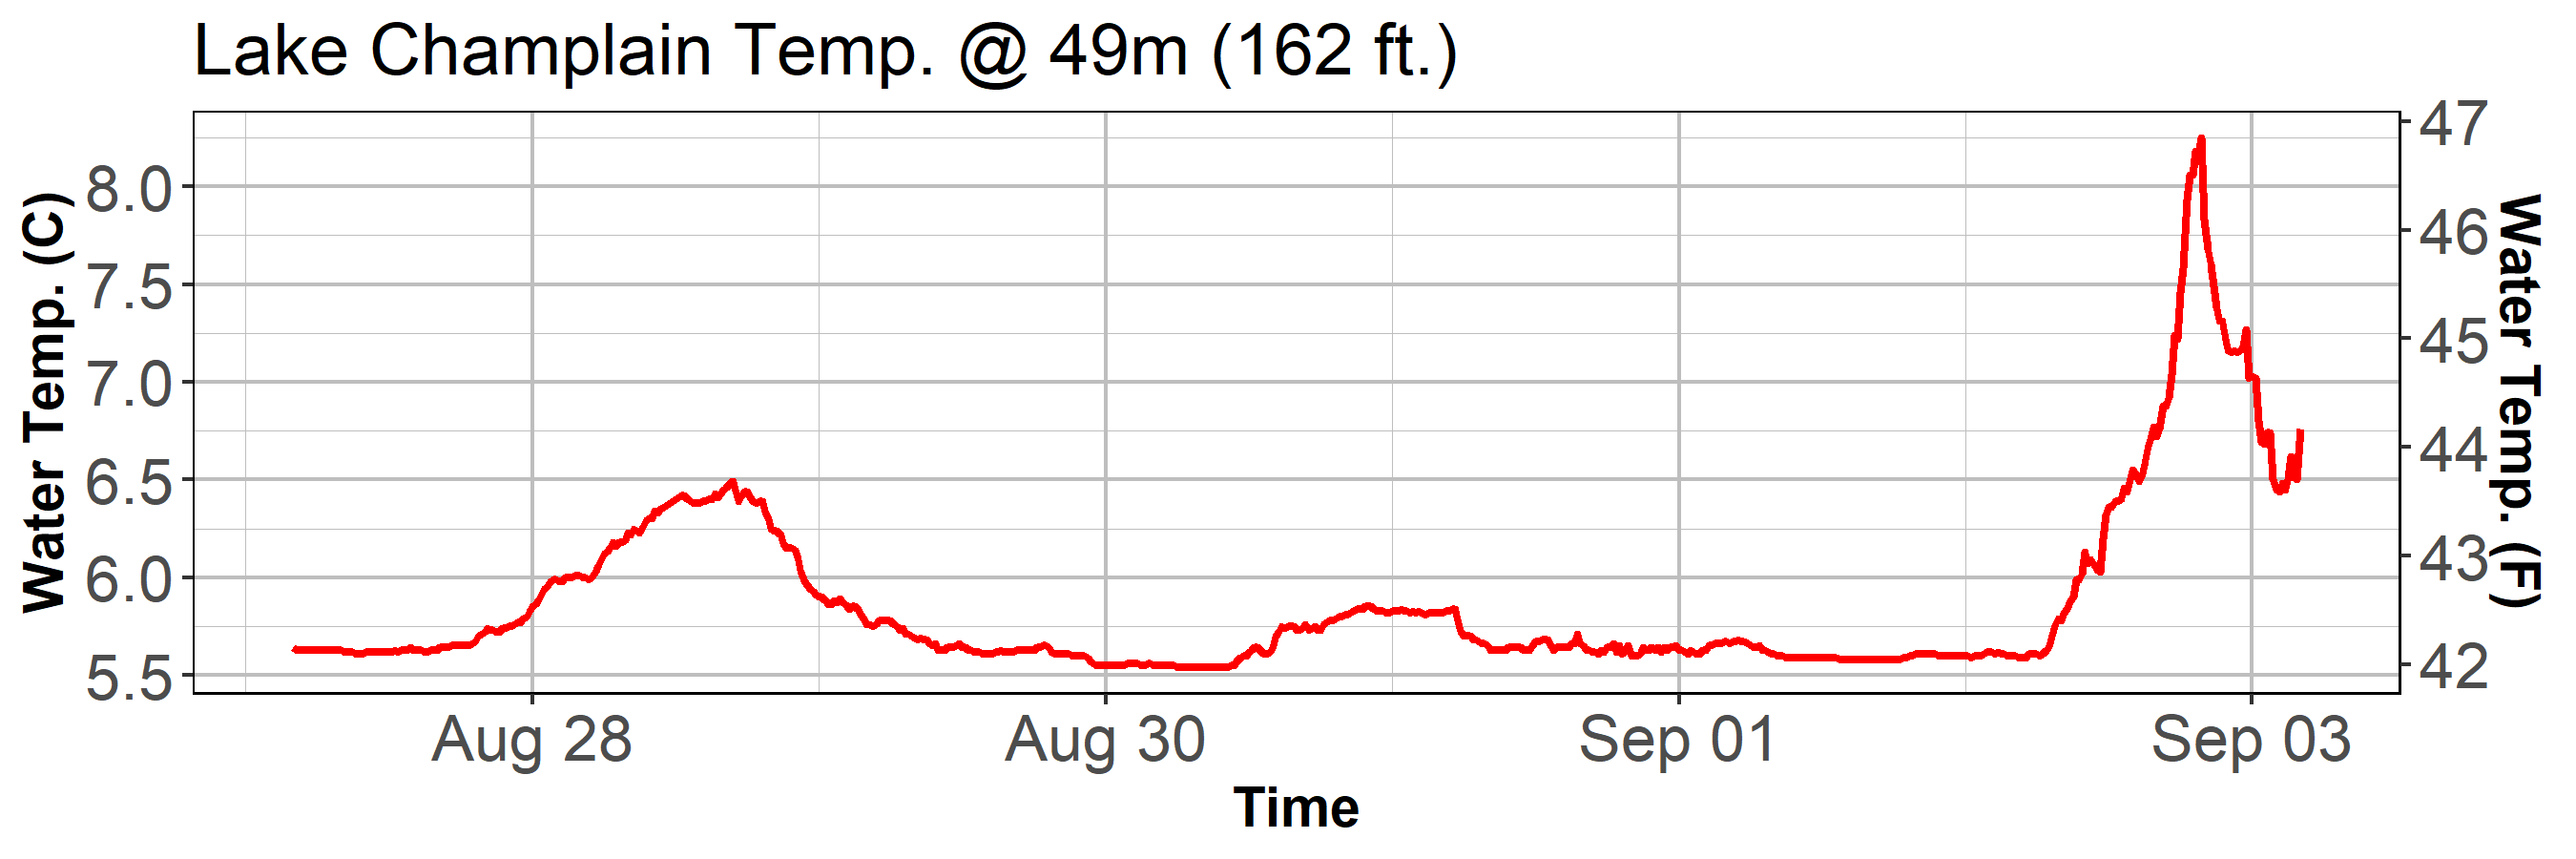 Lake Champlain Temp. @ 49m (162 ft.)
Water Temp. (C)
8.0
7.5
7.0
6.5
6.0
5.5
47
46
45
44
43
42
Water Temp. (F)
Aug 28
Aug 30
Sep 01
Sep 03
Time